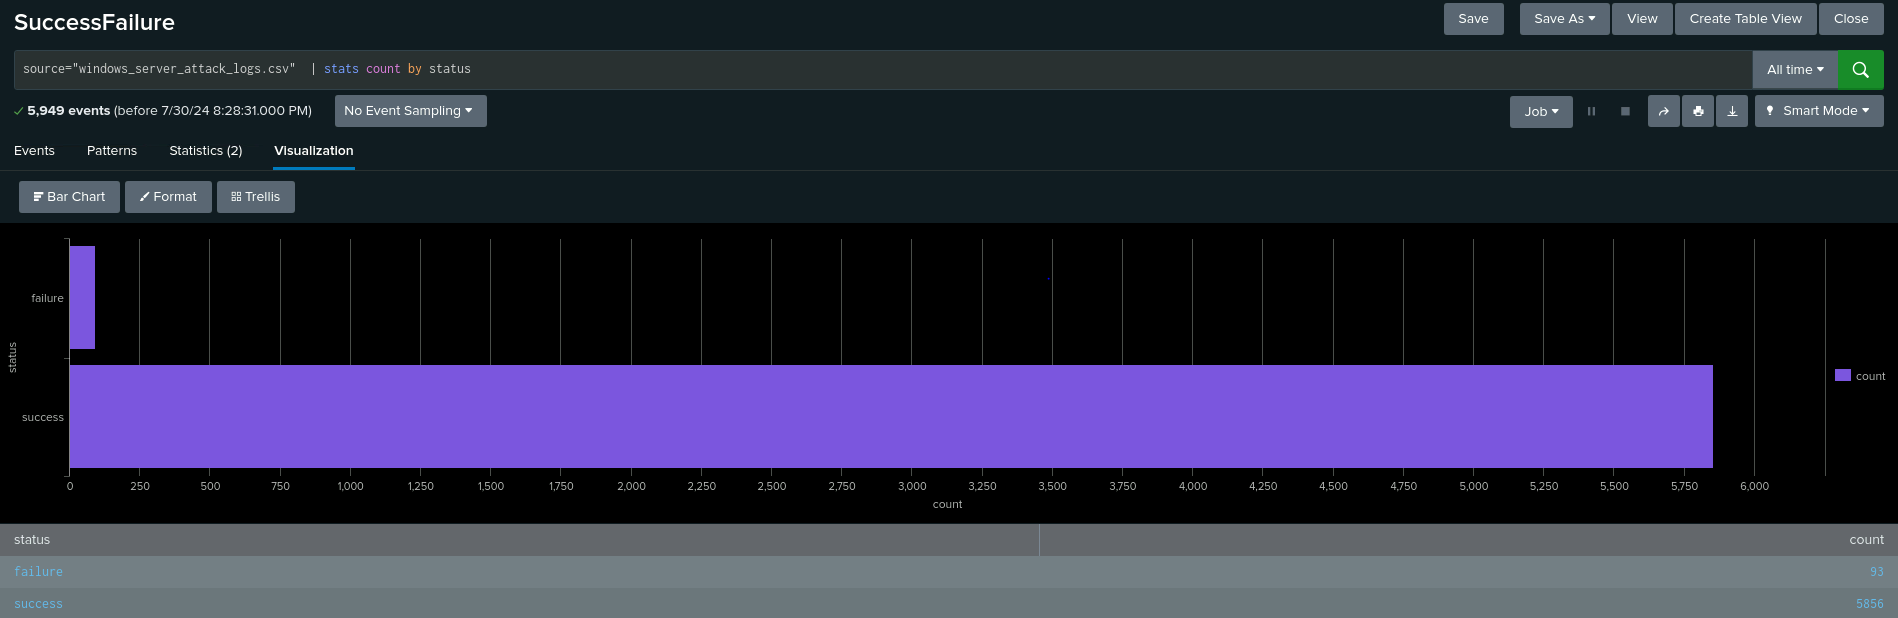 SuccessFailure
Save Save As View Create Table View Close
source="windows_server_attack_logs.csv" | stats count by status
All time
5,949 events (before 7/30/24 8:28:31.000 PM) No Event Sampling
Job Smart Mode
Events Patterns Statistics (2) Visualization
Bar Chart Format Trellis
failure
success
status
0 250 500 750 1,000 1,250 1,500 1,750 2,000 2,250 2,500 2,750 3,000 3,250 3,500 3,750 4,000 4,250 4,500 4,750 5,000 5,250 5,500 5,750 6,000
count
count
status count
failure 93
success 5856